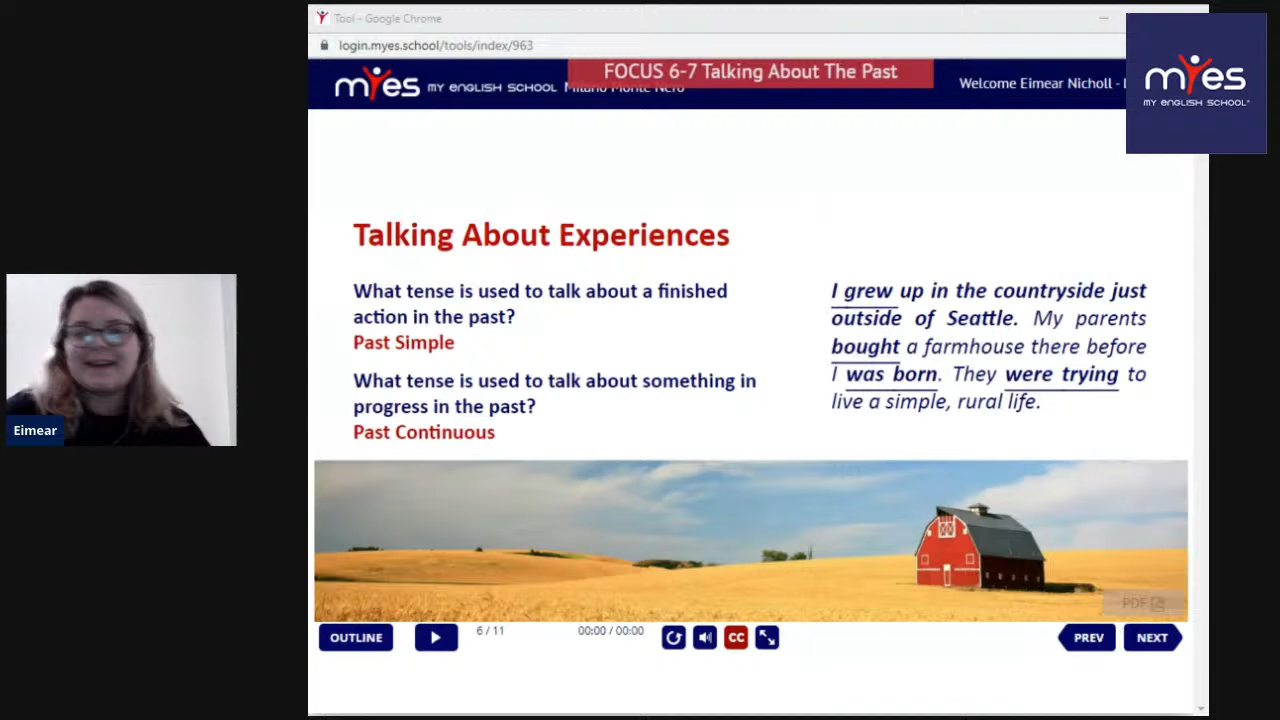 Tool - Google Chrome
login.myes.school/tools/index/963
FOCUS 6-7 Talking About The Past
myes MY ENGLISH SCHOOL Milano Monte Nero
Welcome Eimear Nicholl -
myes
MY ENGLISH SCHOOL
Talking About Experiences
What tense is used to talk about a finished
action in the past?
Past Simple
What tense is used to talk about something in
progress in the past?
Past Continuous
I grew up in the countryside just
outside of Seattle. My parents
bought a farmhouse there before
I was born. They were trying to
live a simple, rural life.
Eimear
PDF
OUTLINE
6 / 11
00:00 / 00:00
CC
PREV
NEXT